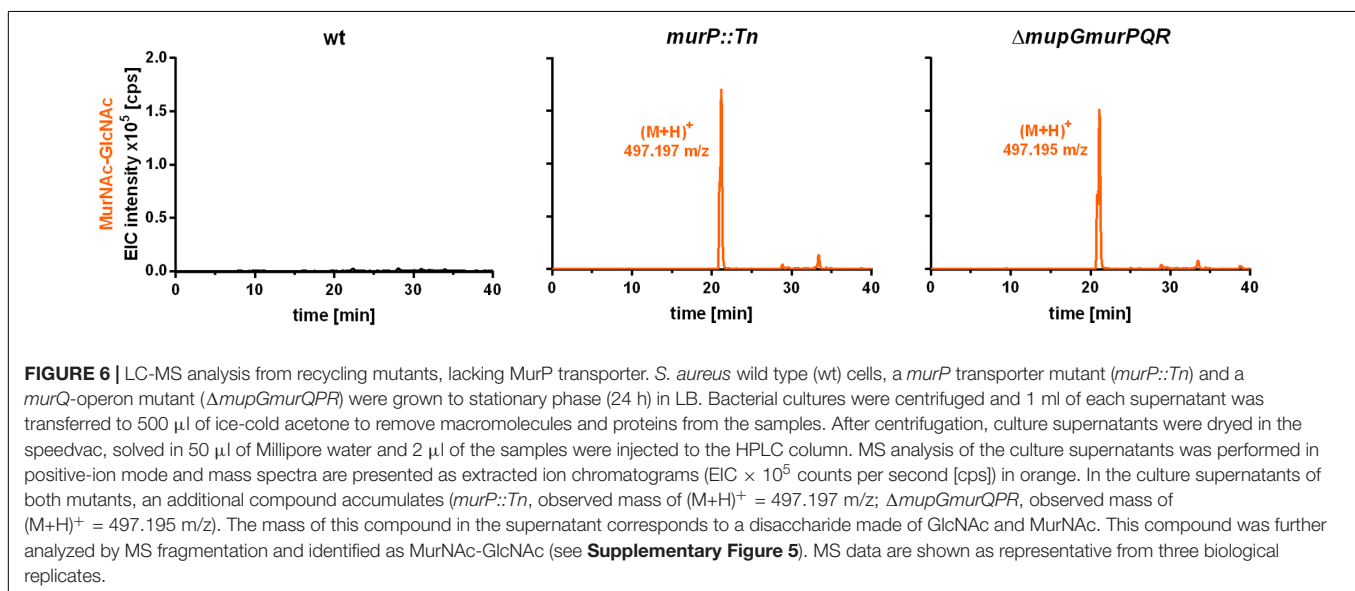 wt
murP::Tn
ΔmupGmurPQR
MurNAc-GlcNAc
EIC intensity x10⁵ [cps]
2.0
1.5
1.0
0.5
0.0
(M+H)⁺
497.197 m/z
(M+H)⁺
497.195 m/z
0 10 20 30 40
0 10 20 30 40
0 10 20 30 40
time [min]
time [min]
time [min]
FIGURE 6 | LC-MS analysis from recycling mutants, lacking MurP transporter. S. aureus wild type (wt) cells, a murP transporter mutant (murP::Tn) and a
murQ-operon mutant (ΔmupGmurQPR) were grown to stationary phase (24 h) in LB. Bacterial cultures were centrifuged and 1 ml of each supernatant was
transferred to 500 μl of ice-cold acetone to remove macromolecules and proteins from the samples. After centrifugation, culture supernatants were dryed in the
speedvac, solved in 50 μl of Millipore water and 2 μl of the samples were injected to the HPLC column. MS analysis of the culture supernatants was performed in
positive-ion mode and mass spectra are presented as extracted ion chromatograms (EIC × 10⁵ counts per second [cps]) in orange. In the culture supernatants of
both mutants, an additional compound accumulates (murP::Tn, observed mass of (M+H)⁺ = 497.197 m/z; ΔmupGmurQPR, observed mass of
(M+H)⁺ = 497.195 m/z). The mass of this compound in the supernatant corresponds to a disaccharide made of GlcNAc and MurNAc. This compound was further
analyzed by MS fragmentation and identified as MurNAc-GlcNAc (see Supplementary Figure 5). MS data are shown as representative from three biological
replicates.